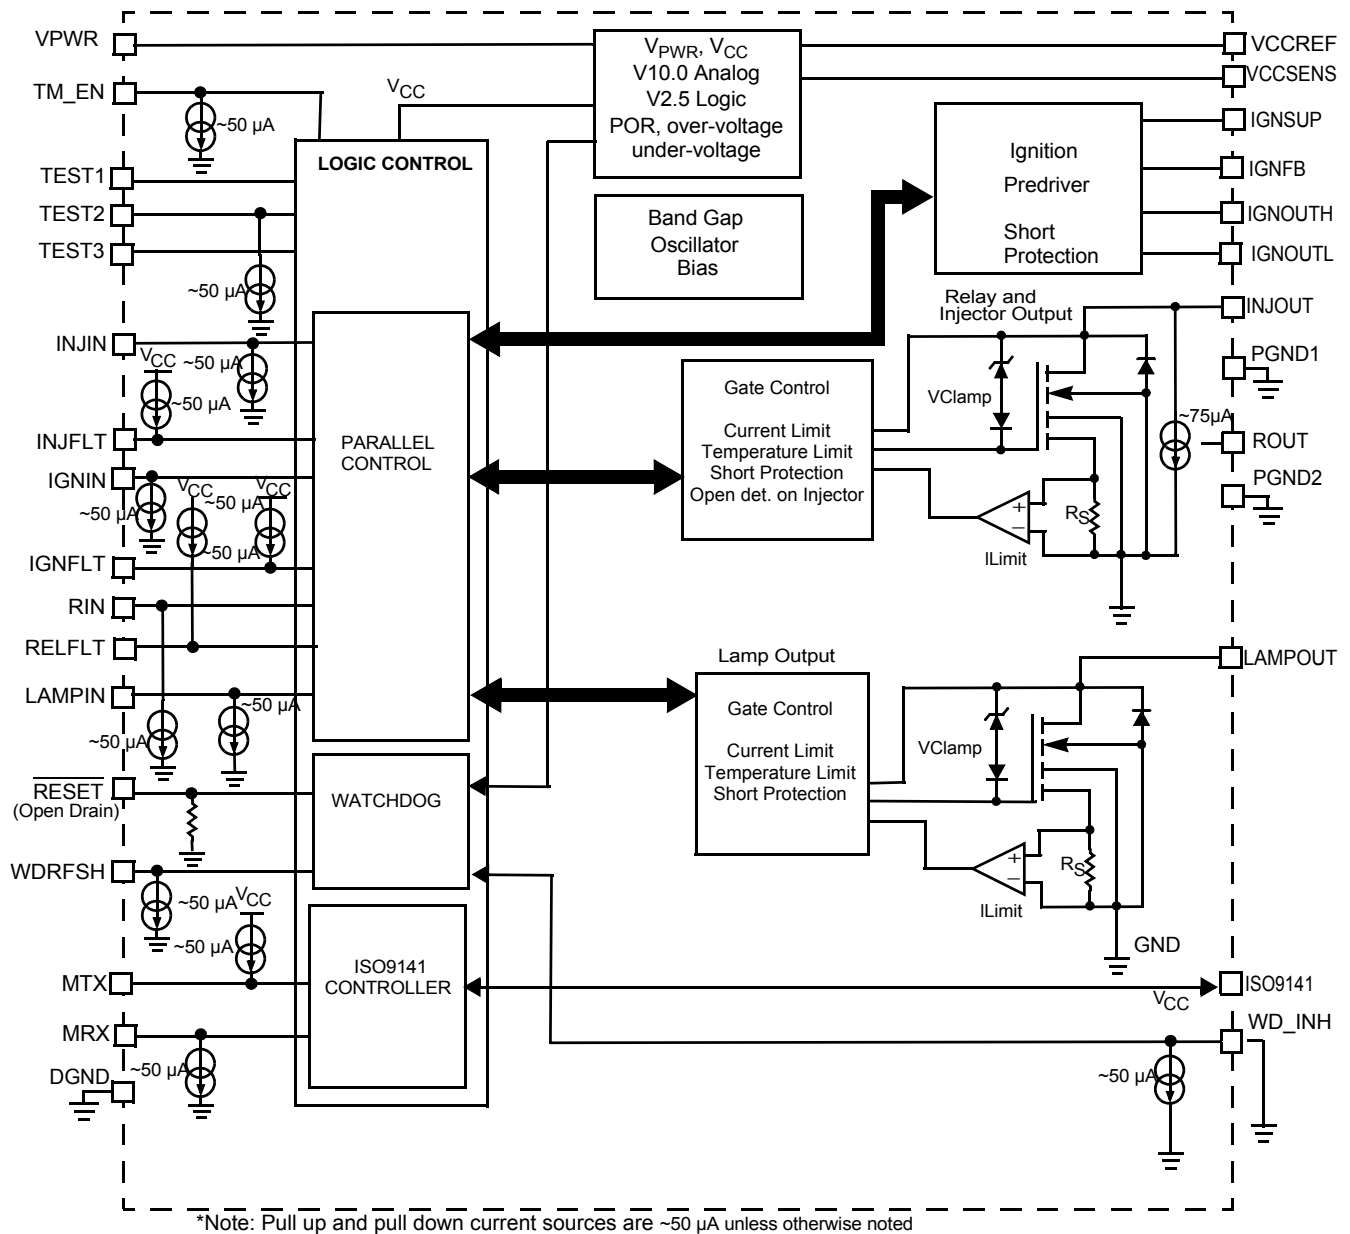 VPWR
TM_EN
~50 µA
TEST1
TEST2
TEST3
~50 µA
INJIN
VCC
~50 µA
~50 µA
INJFLT
IGNIN
VCC
~50 µA
VCC
~50 µA
~50 µA
IGNFLT
RIN
RELFLT
LAMPIN
~50 µA
~50 µA
RESET
(Open Drain)
WDRFSH
~50 µA
VCC
~50 µA
MTX
MRX
~50 µA
DGND
VCC
LOGIC CONTROL
PARALLEL
CONTROL
WATCHDOG
ISO9141
CONTROLLER
VPWR, VCC
V10.0 Analog
V2.5 Logic
POR, over-voltage
under-voltage
Band Gap
Oscillator
Bias
Ignition
Predriver
Short
Protection
Relay and
Injector Output
Gate Control
Current Limit
Temperature Limit
Short Protection
Open det. on Injector
VClamp
+
–
RS
ILimit
~75µA
Lamp Output
Gate Control
Current Limit
Temperature Limit
Short Protection
VClamp
+
–
RS
ILimit
GND
VCC
~50 µA
VCCREF
VCCSENS
IGNSUP
IGNFB
IGNOUTH
IGNOUTL
INJOUT
PGND1
ROUT
PGND2
LAMPOUT
ISO9141
WD_INH
*Note: Pull up and pull down current sources are ~50 µA unless otherwise noted